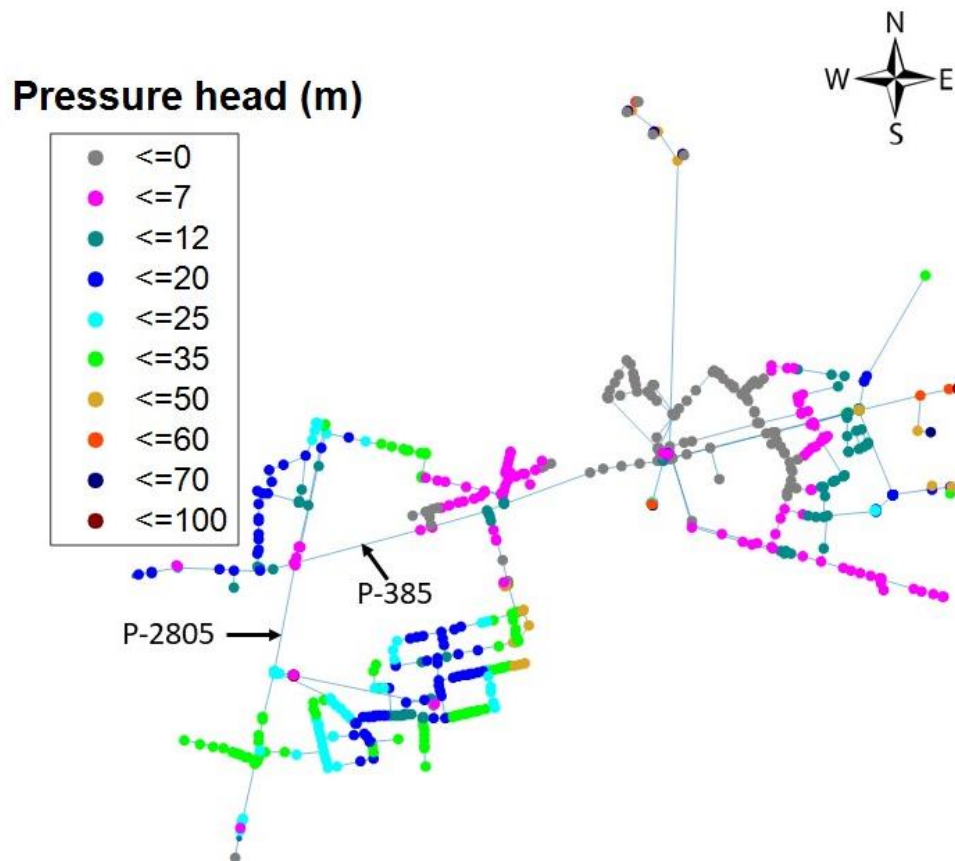 N
W E
S
Pressure head (m)
<=0
<=7
<=12
<=20
<=25
<=35
<=50
<=60
<=70
<=100
P-385
P-2805